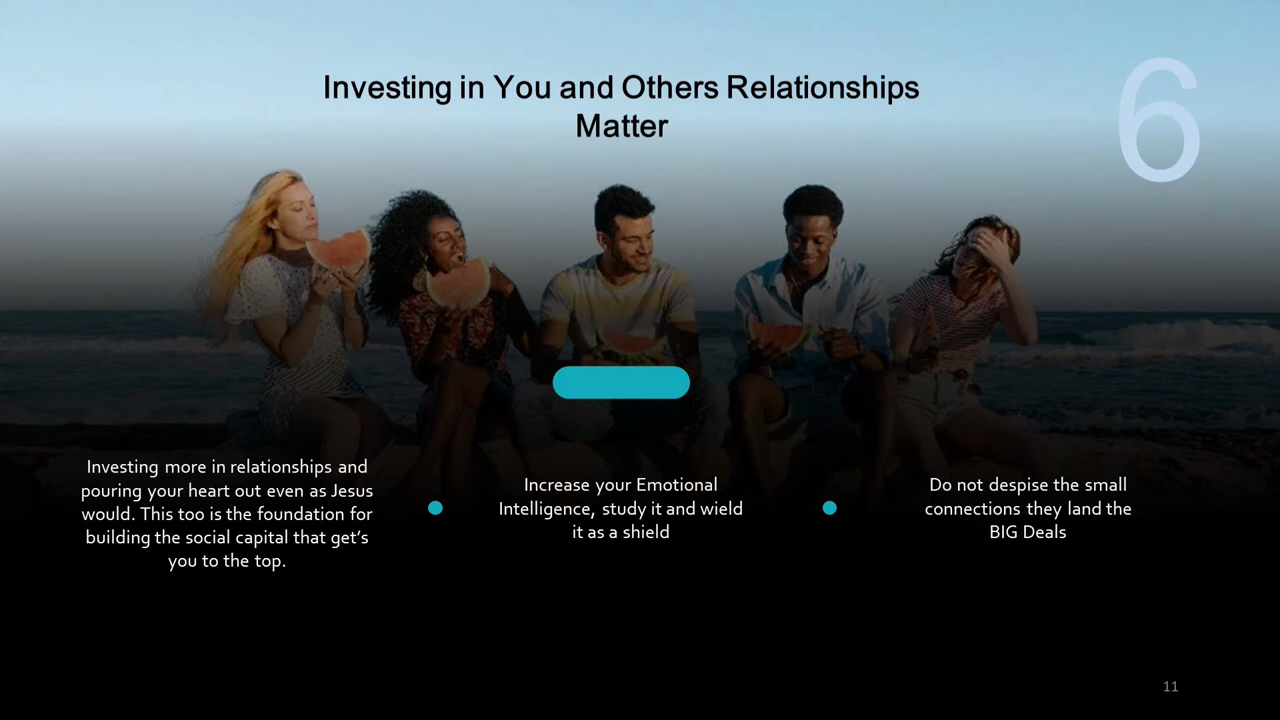 Investing in You and Others Relationships
Matter
6
Investing more in relationships and
pouring your heart out even as Jesus
would. This too is the foundation for
building the social capital that get’s
you to the top.
Increase your Emotional
Intelligence, study it and wield
it as a shield
Do not despise the small
connections they land the
BIG Deals
11